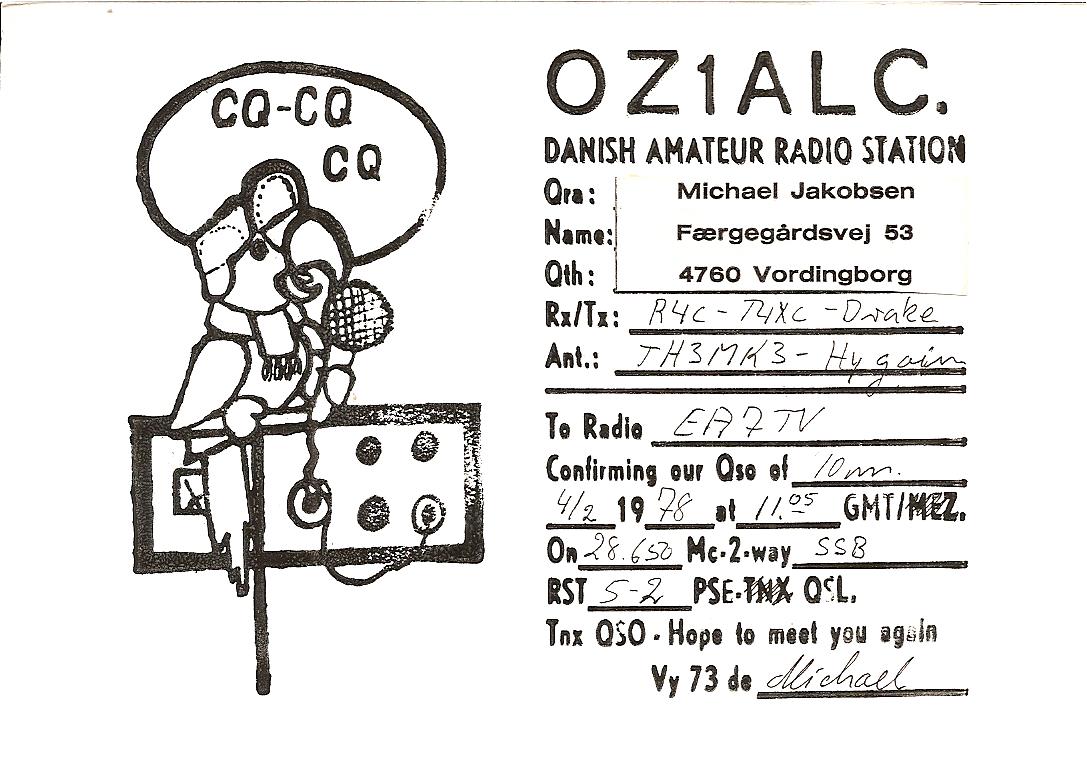 CQ-CQ
CQ
OZ1ALC.
DANISH AMATEUR RADIO STATION
Qra: Michael Jakobsen
Name: Færgegårdsvej 53
Qth: 4760 Vordingborg
Rx/Tx: R4C - T4XC - Drake
Ant.: TH3MK3 - Hy gain
To Radio EA7TV
Confirming our Qso of 10m.
4/2 1978 at 11.05 GMT/MEZ.
On 28.650 Mc-2-way SSB
RST 5-2 PSE-TNX QSL.
Tnx QSO - Hope to meet you again
Vy 73 de Michael